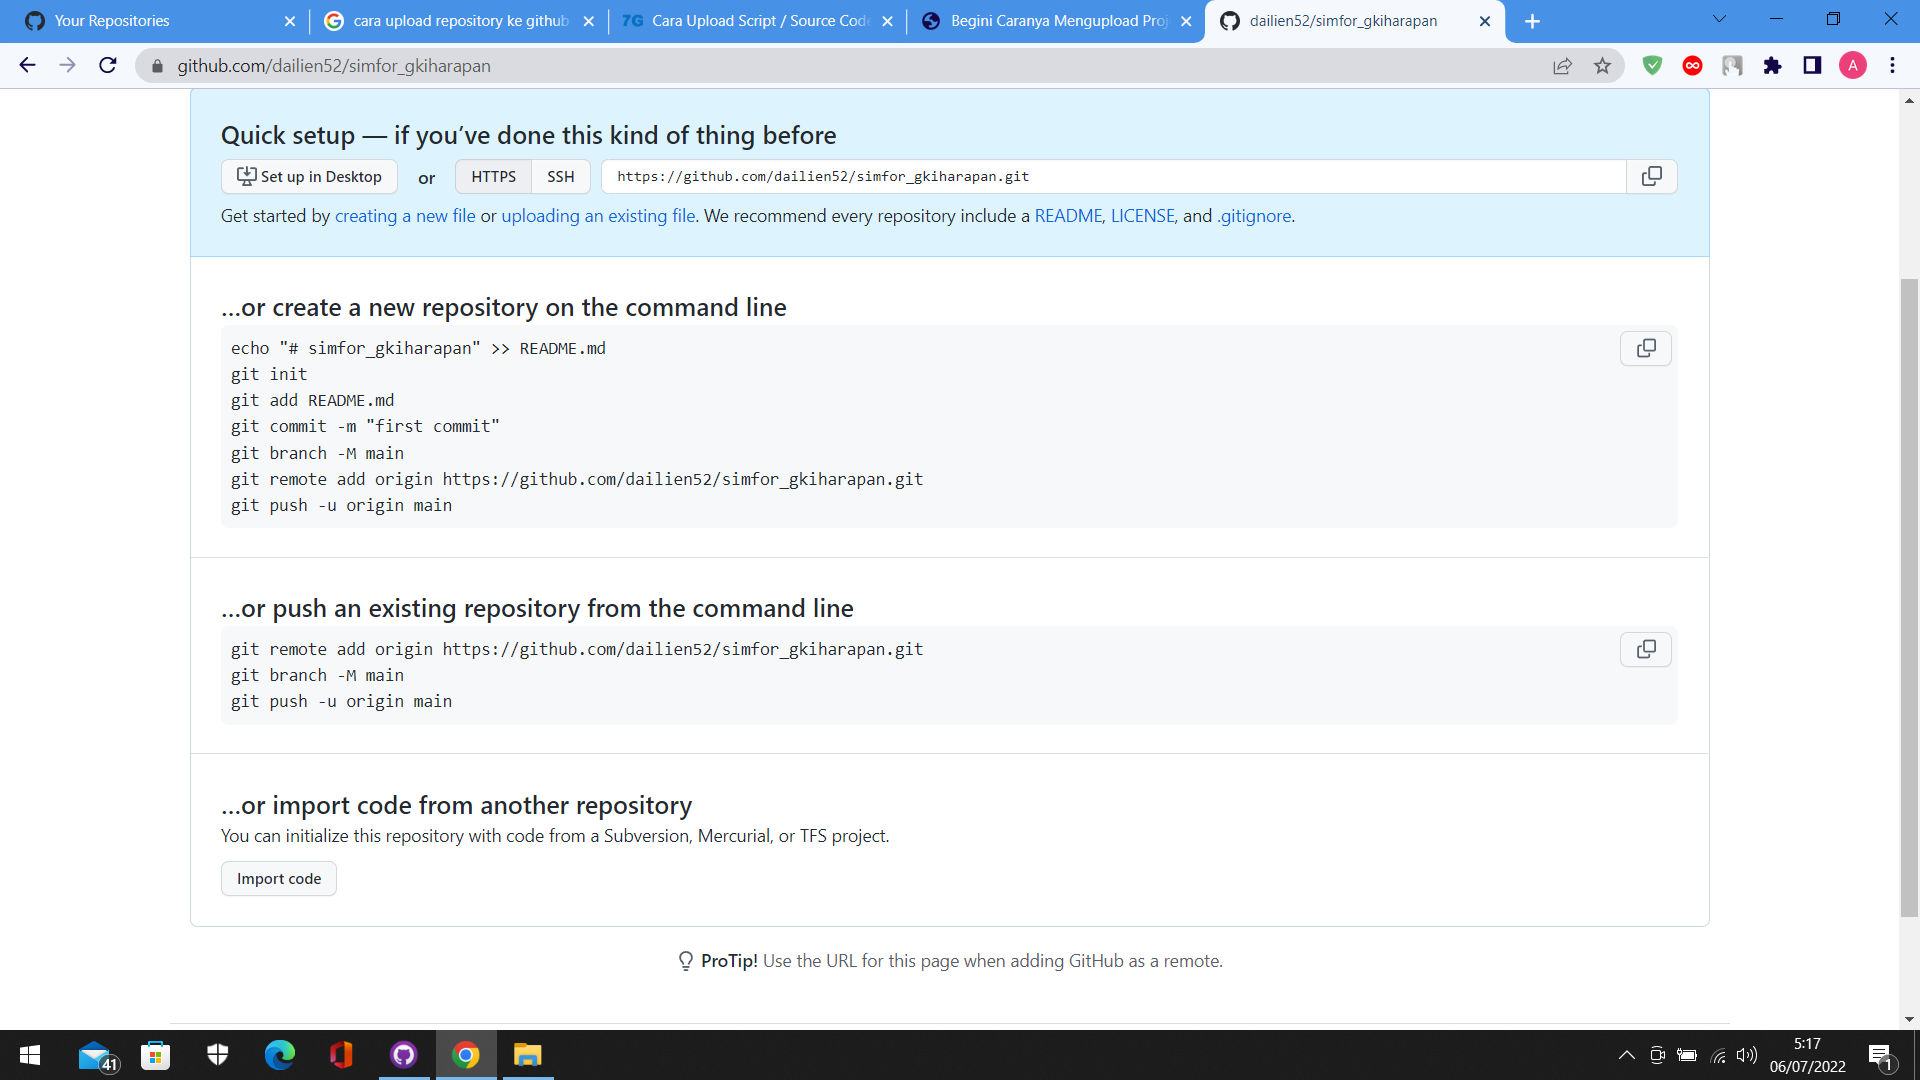 Your Repositories
cara upload repository ke github
7G Cara Upload Script / Source Code
Begini Caranya Mengupload Proj
dailien52/simfor_gkiharapan
github.com/dailien52/simfor_gkiharapan
A
Quick setup — if you’ve done this kind of thing before
Set up in Desktop or HTTPS SSH https://github.com/dailien52/simfor_gkiharapan.git
Get started by creating a new file or uploading an existing file. We recommend every repository include a README, LICENSE, and .gitignore.
…or create a new repository on the command line
echo "# simfor_gkiharapan" >> README.md
git init
git add README.md
git commit -m "first commit"
git branch -M main
git remote add origin https://github.com/dailien52/simfor_gkiharapan.git
git push -u origin main
…or push an existing repository from the command line
git remote add origin https://github.com/dailien52/simfor_gkiharapan.git
git branch -M main
git push -u origin main
…or import code from another repository
You can initialize this repository with code from a Subversion, Mercurial, or TFS project.
Import code
ProTip! Use the URL for this page when adding GitHub as a remote.
41
5:17
06/07/2022
1